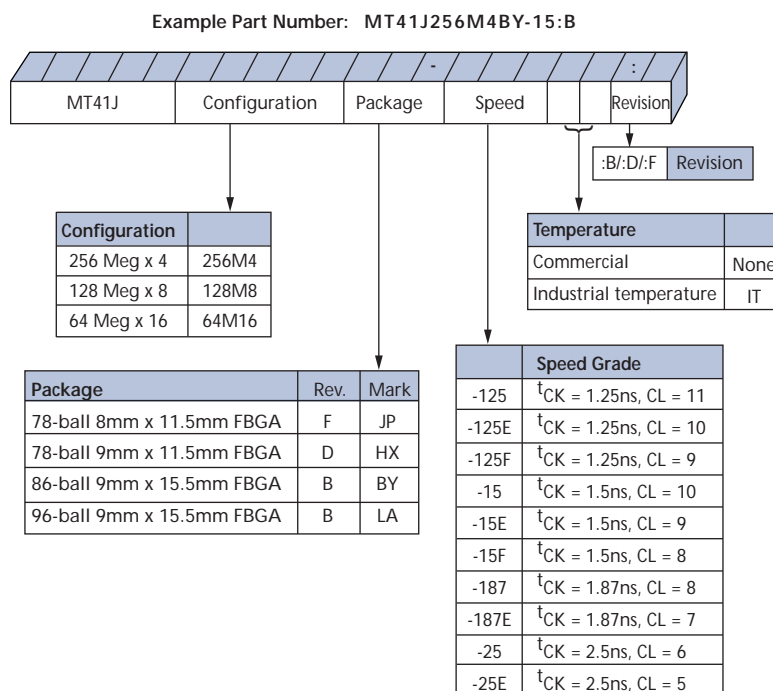 Example Part Number: MT41J256M4BY-15:B
- :
MT41J Configuration Package Speed Revision
:B/:D/:F Revision
Configuration
256 Meg x 4 256M4
128 Meg x 8 128M8
64 Meg x 16 64M16
Temperature
Commercial None
Industrial temperature IT
Package Rev. Mark
78-ball 8mm x 11.5mm FBGA F JP
78-ball 9mm x 11.5mm FBGA D HX
86-ball 9mm x 15.5mm FBGA B BY
96-ball 9mm x 15.5mm FBGA B LA
Speed Grade
-125 tCK = 1.25ns, CL = 11
-125E tCK = 1.25ns, CL = 10
-125F tCK = 1.25ns, CL = 9
-15 tCK = 1.5ns, CL = 10
-15E tCK = 1.5ns, CL = 9
-15F tCK = 1.5ns, CL = 8
-187 tCK = 1.87ns, CL = 8
-187E tCK = 1.87ns, CL = 7
-25 tCK = 2.5ns, CL = 6
-25E tCK = 2.5ns, CL = 5